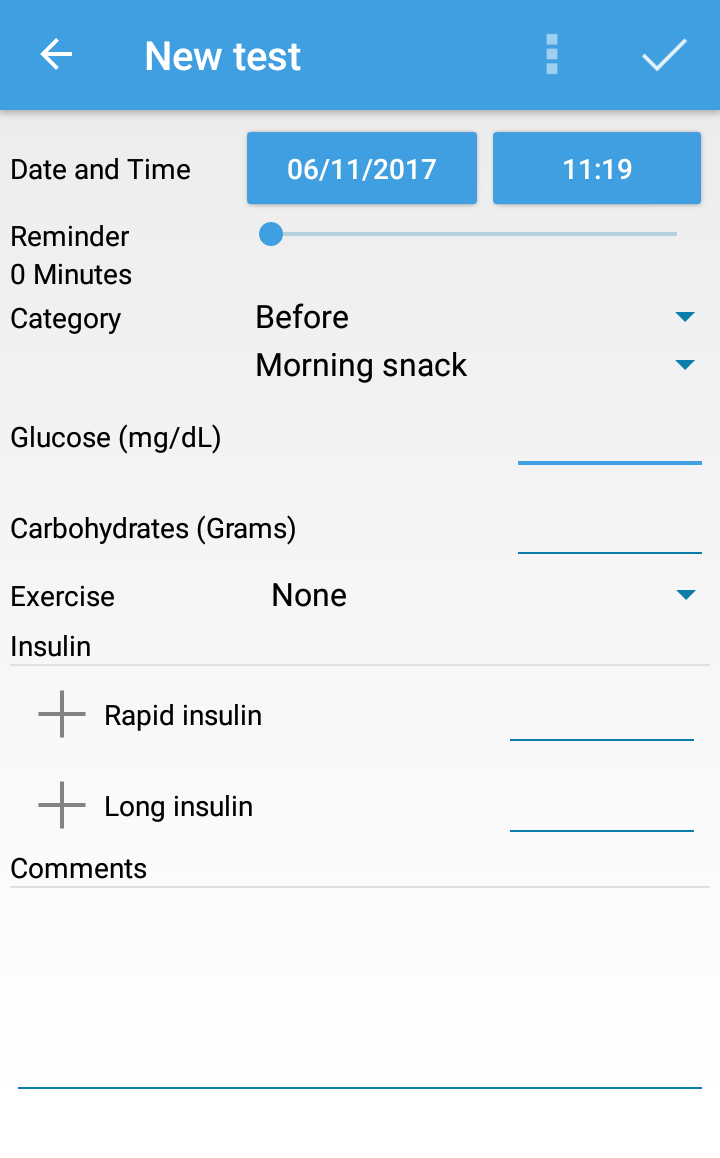 New test
Date and Time 06/11/2017 11:19
Reminder
0 Minutes
Category Before
Morning snack
Glucose (mg/dL)
Carbohydrates (Grams)
Exercise None
Insulin
Rapid insulin
Long insulin
Comments